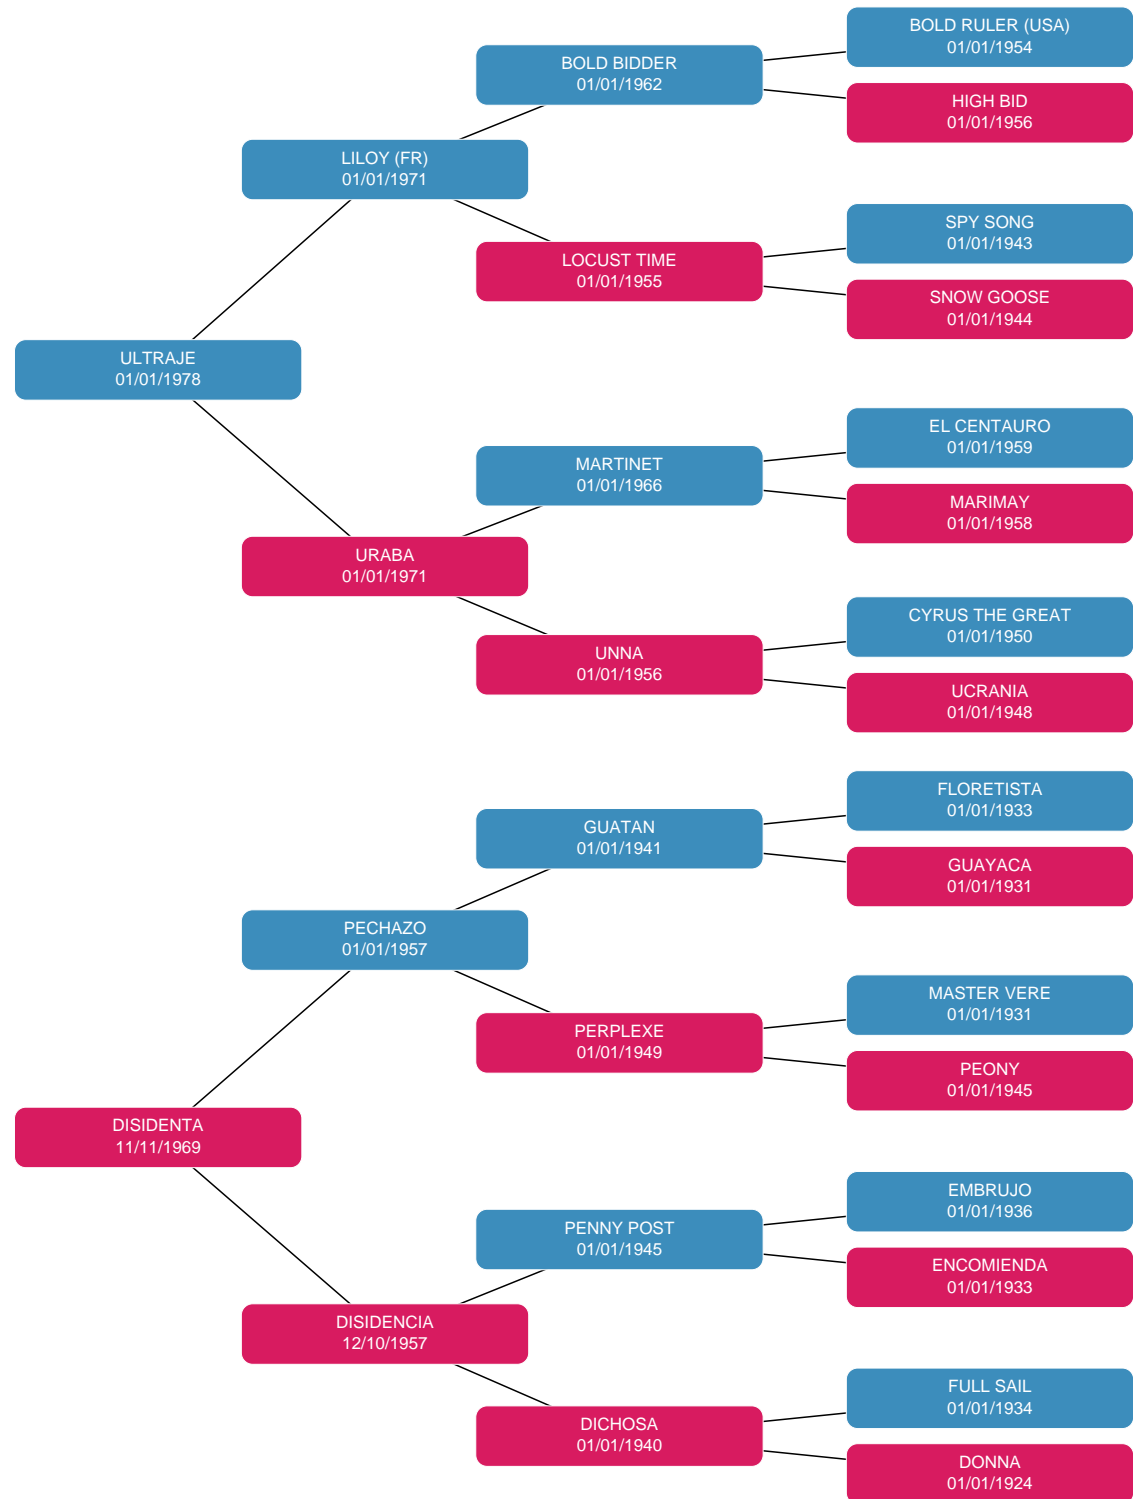 BOLD RULER (USA)
01/01/1954
BOLD BIDDER
01/01/1962
HIGH BID
01/01/1956
LILOY (FR)
01/01/1971
SPY SONG
01/01/1943
LOCUST TIME
01/01/1955
SNOW GOOSE
01/01/1944
ULTRAJE
01/01/1978
EL CENTAURO
01/01/1959
MARTINET
01/01/1966
MARIMAY
01/01/1958
URABA
01/01/1971
CYRUS THE GREAT
01/01/1950
UNNA
01/01/1956
UCRANIA
01/01/1948
FLORETISTA
01/01/1933
GUATAN
01/01/1941
GUAYACA
01/01/1931
PECHAZO
01/01/1957
MASTER VERE
01/01/1931
PERPLEXE
01/01/1949
PEONY
01/01/1945
DISIDENTA
11/11/1969
EMBRUJO
01/01/1936
PENNY POST
01/01/1945
ENCOMIENDA
01/01/1933
DISIDENCIA
12/10/1957
FULL SAIL
01/01/1934
DICHOSA
01/01/1940
DONNA
01/01/1924